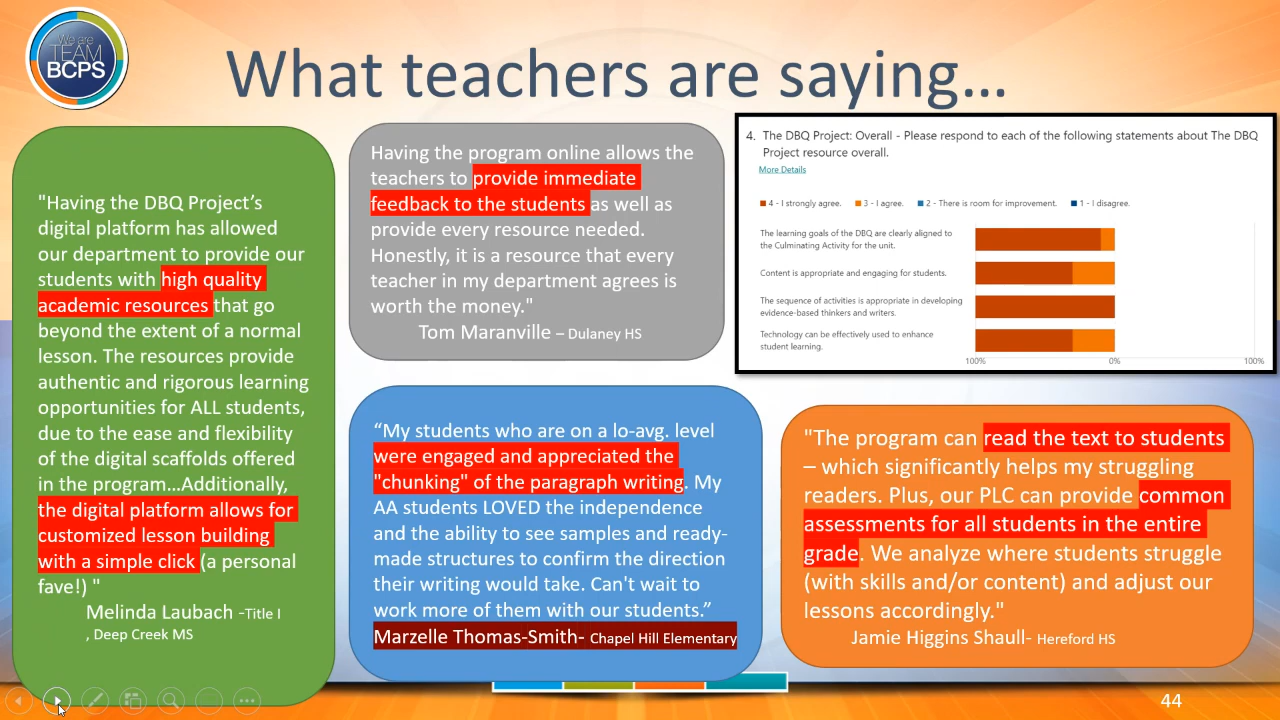 We are
TEAM
BCPS
What teachers are saying...
"Having the DBQ Project's
digital platform has allowed
our department to provide our
students with high quality
academic resources that go
beyond the extent of a normal
lesson. The resources provide
authentic and rigorous learning
opportunities for ALL students,
due to the ease and flexibility
of the digital scaffolds offered
in the program...Additionally,
the digital platform allows for
customized lesson building
with a simple click (a personal
fave!) "
Melinda Laubach -Title I
, Deep Creek MS
Having the program online allows the
teachers to provide immediate
feedback to the students as well as
provide every resource needed.
Honestly, it is a resource that every
teacher in my department agrees is
worth the money."
Tom Maranville – Dulaney HS
4. The DBQ Project: Overall - Please respond to each of the following statements about The DBQ
Project resource overall.
More Details
4 - I strongly agree. 3 - I agree. 2 - There is room for improvement. 1 - I disagree.
The learning goals of the DBQ are clearly aligned to
the Culminating Activity for the unit.
Content is appropriate and engaging for students.
The sequence of activities is appropriate in developing
evidence-based thinkers and writers.
Technology can be effectively used to enhance
student learning.
100% 0% 100%
“My students who are on a lo-avg. level
were engaged and appreciated the
"chunking" of the paragraph writing. My
AA students LOVED the independence
and the ability to see samples and ready-
made structures to confirm the direction
their writing would take. Can't wait to
work more of them with our students.”
Marzelle Thomas-Smith- Chapel Hill Elementary
"The program can read the text to students
– which significantly helps my struggling
readers. Plus, our PLC can provide common
assessments for all students in the entire
grade. We analyze where students struggle
(with skills and/or content) and adjust our
lessons accordingly."
Jamie Higgins Shaull- Hereford HS
44